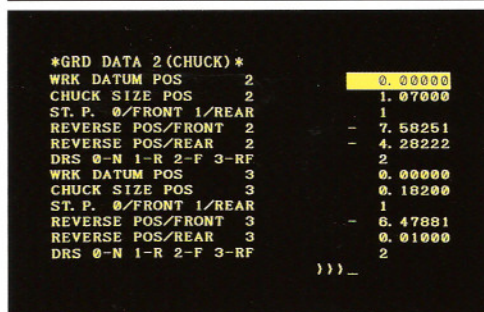 *GRD DATA 2(CHUCK)*
WRK DATUM POS 2 0.00000
CHUCK SIZE POS 2 1.07000
ST.P. 0/FRONT 1/REAR 1
REVERSE POS/FRONT 2 - 7.58251
REVERSE POS/REAR 2 - 4.28222
DRS 0-N 1-R 2-F 3-RF 2
WRK DATUM POS 3 0.00000
CHUCK SIZE POS 3 0.18200
ST.P. 0/FRONT 1/REAR 1
REVERSE POS/FRONT 3 - 6.47881
REVERSE POS/REAR 3 0.01000
DRS 0-N 1-R 2-F 3-RF 2
)))_